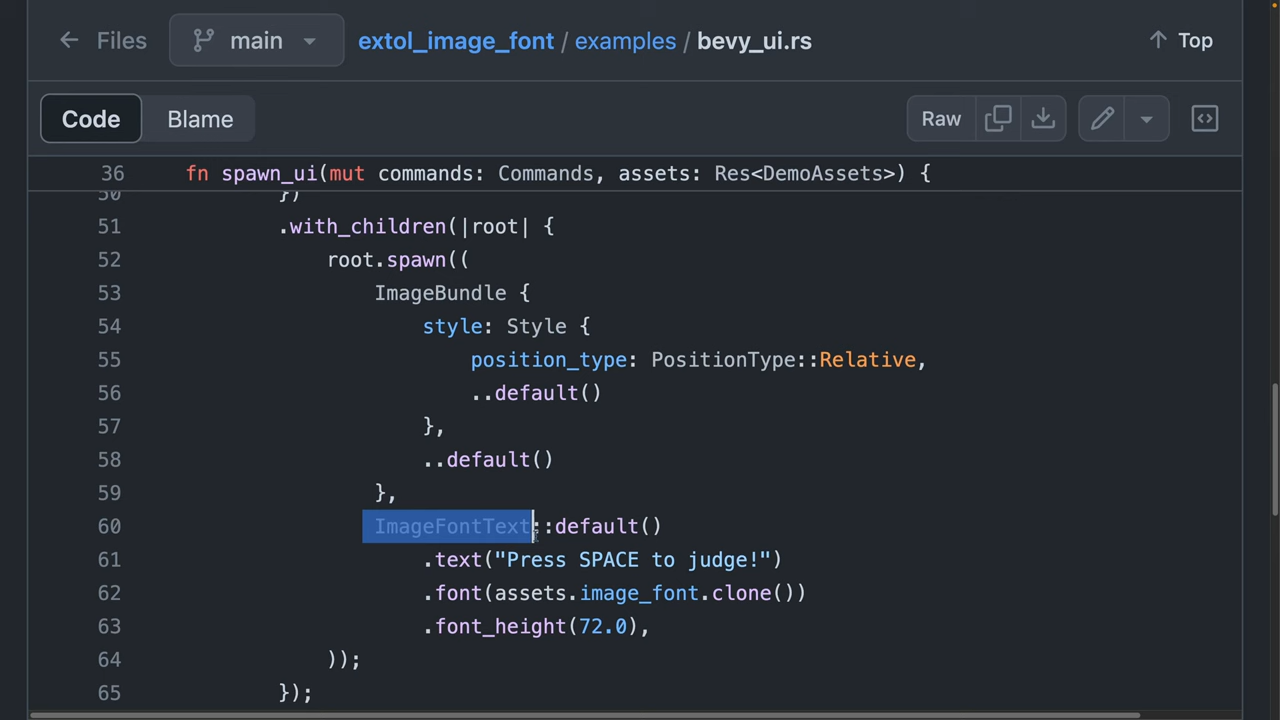 Files main extol_image_font / examples / bevy_ui.rs Top
Code Blame Raw
36 fn spawn_ui(mut commands: Commands, assets: Res<DemoAssets>) {
50 })
51 .with_children(|root| {
52 root.spawn((
53 ImageBundle {
54 style: Style {
55 position_type: PositionType::Relative,
56 ..default()
57 },
58 ..default()
59 },
60 ImageFontText::default()
61 .text("Press SPACE to judge!")
62 .font(assets.image_font.clone())
63 .font_height(72.0),
64 ));
65 });